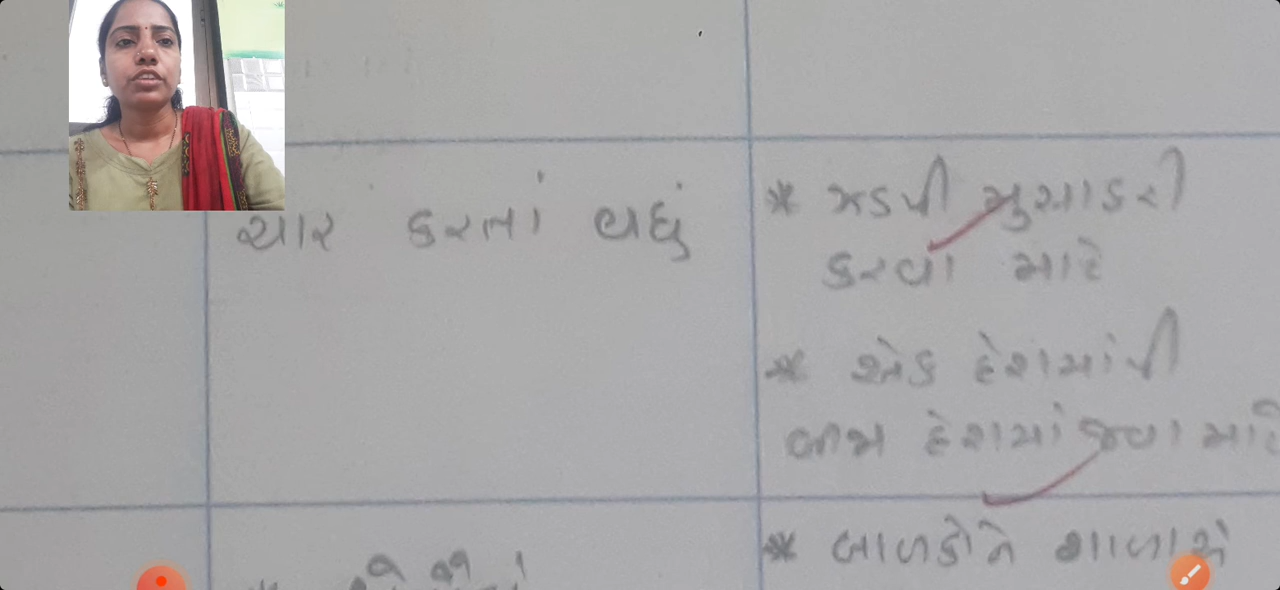 ચાર કરતાં વધું
* ઝડપી મુસાફરી
કરવા માટે
* એક દેશમાંથી
બીજા દેશમાં જવા માટે
* બાળકોને શાળાએ